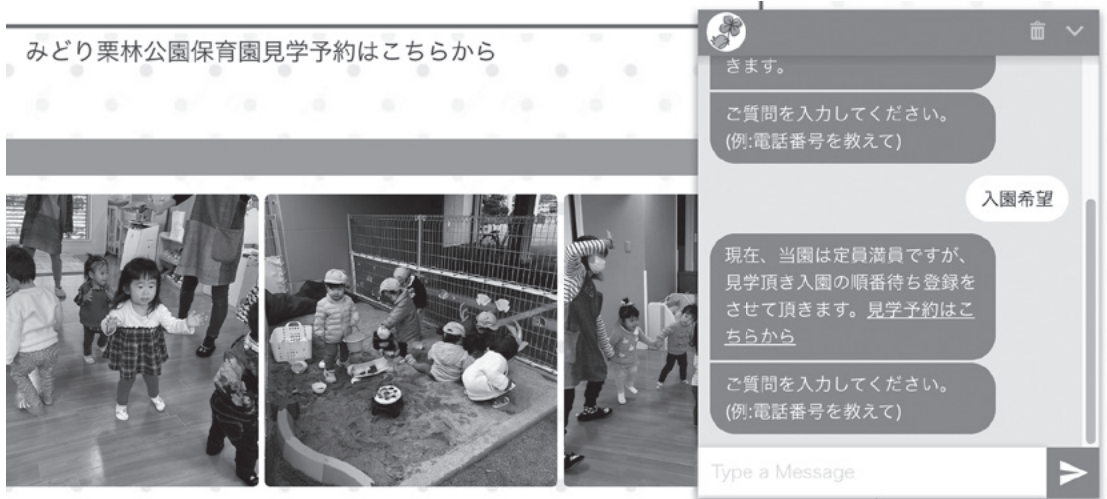 みどり栗林公園保育園見学予約はこちらから
きます。
ご質問を入力してください。
(例:電話番号を教えて)
入園希望
現在、当園は定員満員ですが、
見学頂き入園の順番待ち登録を
させて頂きます。見学予約はこ
ちらから
ご質問を入力してください。
(例:電話番号を教えて)
Type a Message